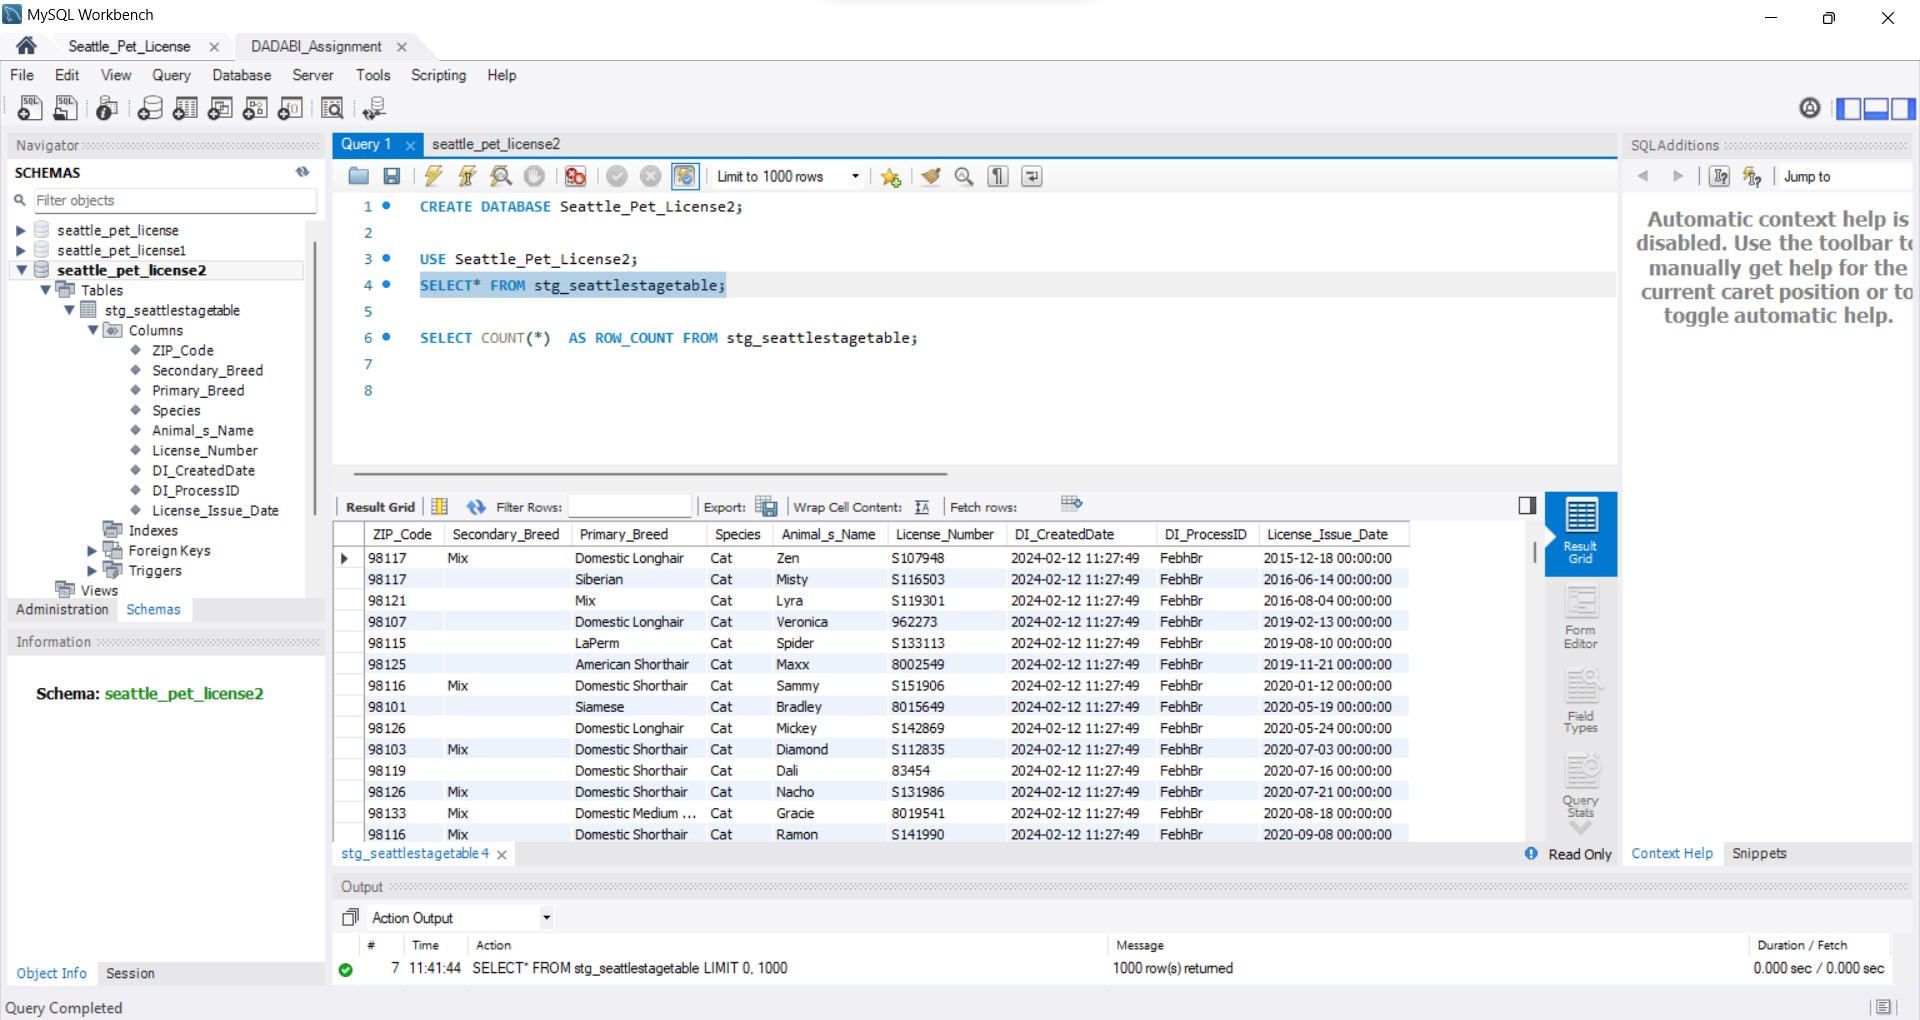 MySQL Workbench
Seattle_Pet_License
DADABI_Assignment
File Edit View Query Database Server Tools Scripting Help
Navigator
SCHEMAS
Filter objects
seattle_pet_license
seattle_pet_license1
seattle_pet_license2
Tables
stg_seattlestagetable
Columns
ZIP_Code
Secondary_Breed
Primary_Breed
Species
Animal_s_Name
License_Number
DI_CreatedDate
DI_ProcessID
License_Issue_Date
Indexes
Foreign Keys
Triggers
Views
Administration Schemas
Information
Schema: seattle_pet_license2
Object Info Session
Query 1 seattle_pet_license2
Limit to 1000 rows
1 CREATE DATABASE Seattle_Pet_License2;
2
3 USE Seattle_Pet_License2;
4 SELECT* FROM stg_seattlestagetable;
5
6 SELECT COUNT(*) AS ROW_COUNT FROM stg_seattlestagetable;
7
8
Result Grid Filter Rows: Export: Wrap Cell Content: Fetch rows:
ZIP_Code Secondary_Breed Primary_Breed Species Animal_s_Name License_Number DI_CreatedDate DI_ProcessID License_Issue_Date
98117 Mix Domestic Longhair Cat Zen S107948 2024-02-12 11:27:49 FebhBr 2015-12-18 00:00:00
98117 Siberian Cat Misty S116503 2024-02-12 11:27:49 FebhBr 2016-06-14 00:00:00
98121 Mix Cat Lyra S119301 2024-02-12 11:27:49 FebhBr 2016-08-04 00:00:00
98107 Domestic Longhair Cat Veronica 962273 2024-02-12 11:27:49 FebhBr 2019-02-13 00:00:00
98115 LaPerm Cat Spider S133113 2024-02-12 11:27:49 FebhBr 2019-08-10 00:00:00
98125 American Shorthair Cat Maxx 8002549 2024-02-12 11:27:49 FebhBr 2019-11-21 00:00:00
98116 Mix Domestic Shorthair Cat Sammy S151906 2024-02-12 11:27:49 FebhBr 2020-01-12 00:00:00
98101 Siamese Cat Bradley 8015649 2024-02-12 11:27:49 FebhBr 2020-05-19 00:00:00
98126 Domestic Longhair Cat Mickey S142869 2024-02-12 11:27:49 FebhBr 2020-05-24 00:00:00
98103 Mix Domestic Shorthair Cat Diamond S112835 2024-02-12 11:27:49 FebhBr 2020-07-03 00:00:00
98119 Domestic Shorthair Cat Dali 83454 2024-02-12 11:27:49 FebhBr 2020-07-16 00:00:00
98126 Mix Domestic Shorthair Cat Nacho S131986 2024-02-12 11:27:49 FebhBr 2020-07-21 00:00:00
98133 Mix Domestic Medium ... Cat Gracie 8019541 2024-02-12 11:27:49 FebhBr 2020-08-18 00:00:00
98116 Mix Domestic Shorthair Cat Ramon S141990 2024-02-12 11:27:49 FebhBr 2020-09-08 00:00:00
Result
Grid
Form
Editor
Field
Types
Query
Stats
stg_seattlestagetable 4
Read Only
SQLAdditions
Jump to
Automatic context help is
disabled. Use the toolbar to
manually get help for the
current caret position or to
toggle automatic help.
Context Help Snippets
Output
Action Output
# Time Action Message Duration / Fetch
7 11:41:44 SELECT* FROM stg_seattlestagetable LIMIT 0, 1000 1000 row(s) returned 0.000 sec / 0.000 sec
Query Completed